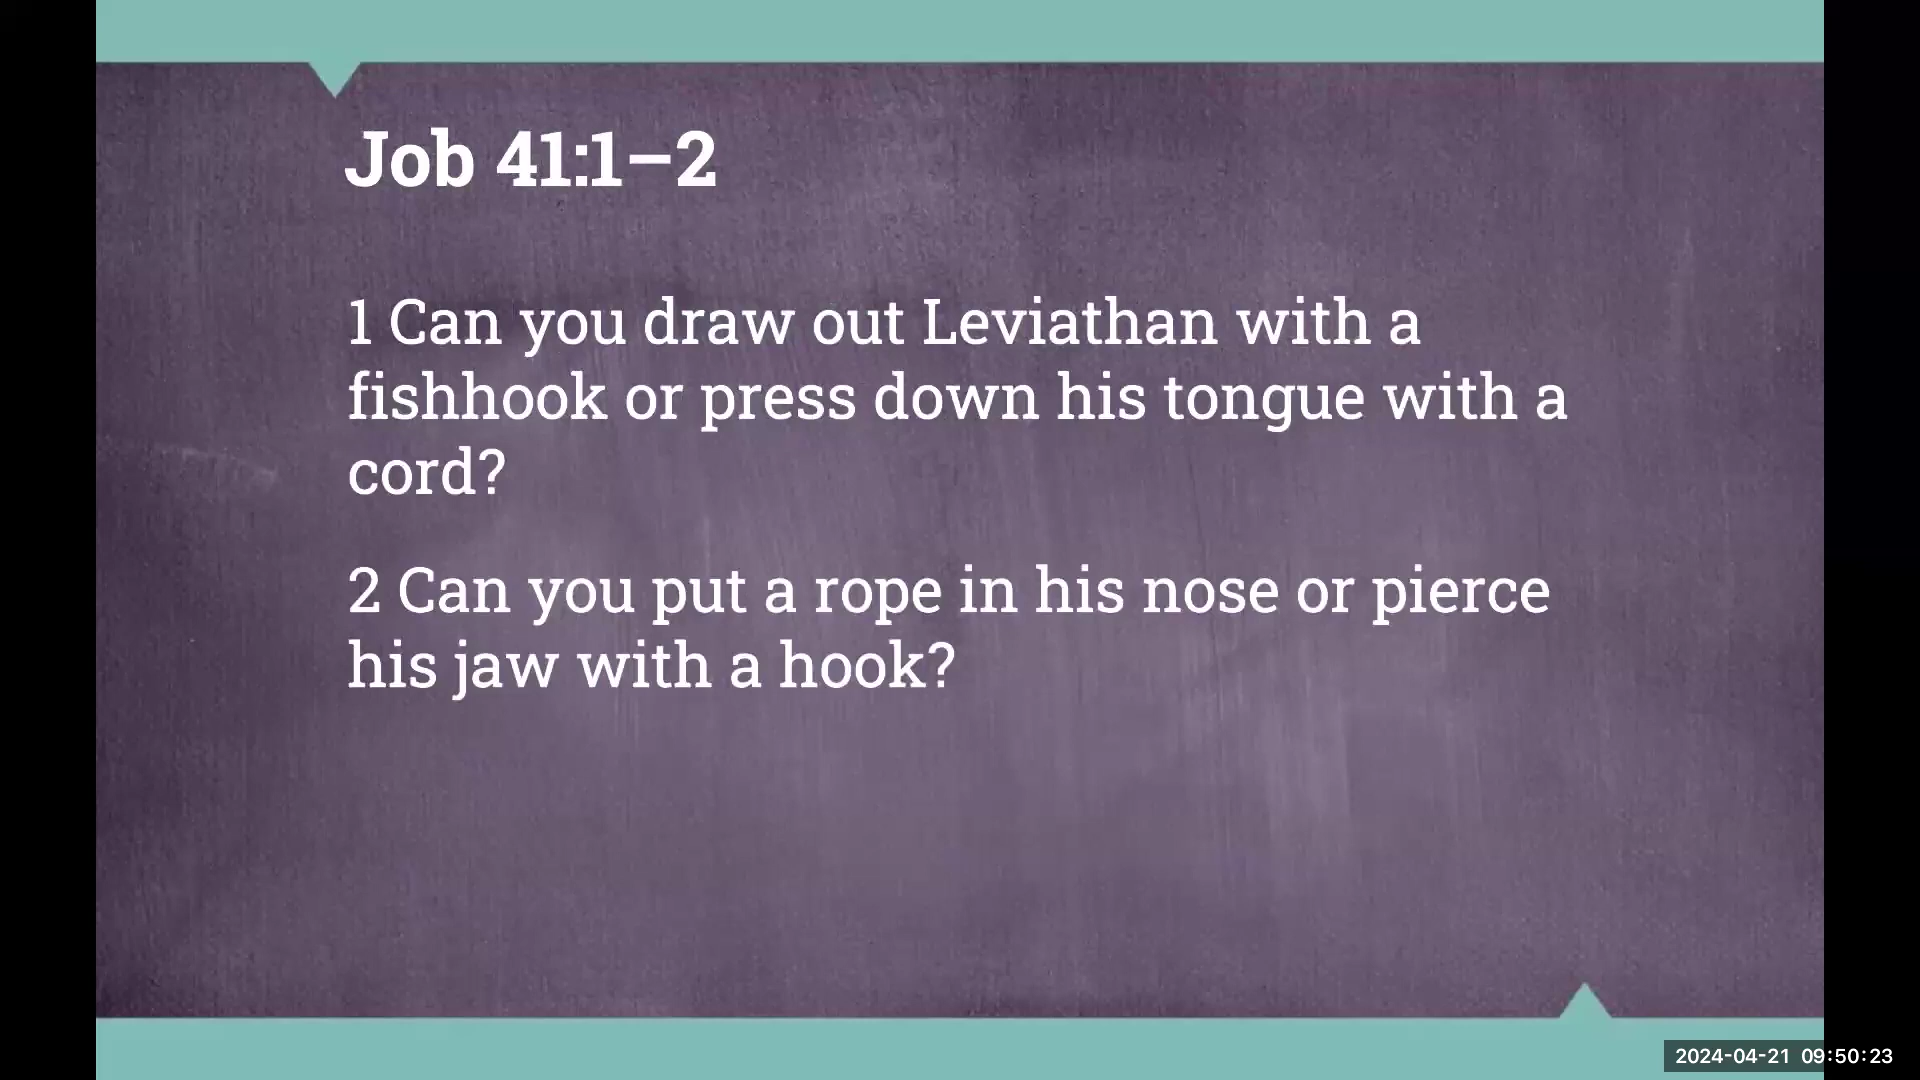 Job 41:1–2
1 Can you draw out Leviathan with a
fishhook or press down his tongue with a
cord?
2 Can you put a rope in his nose or pierce
his jaw with a hook?
2024-04-21 09:50:23